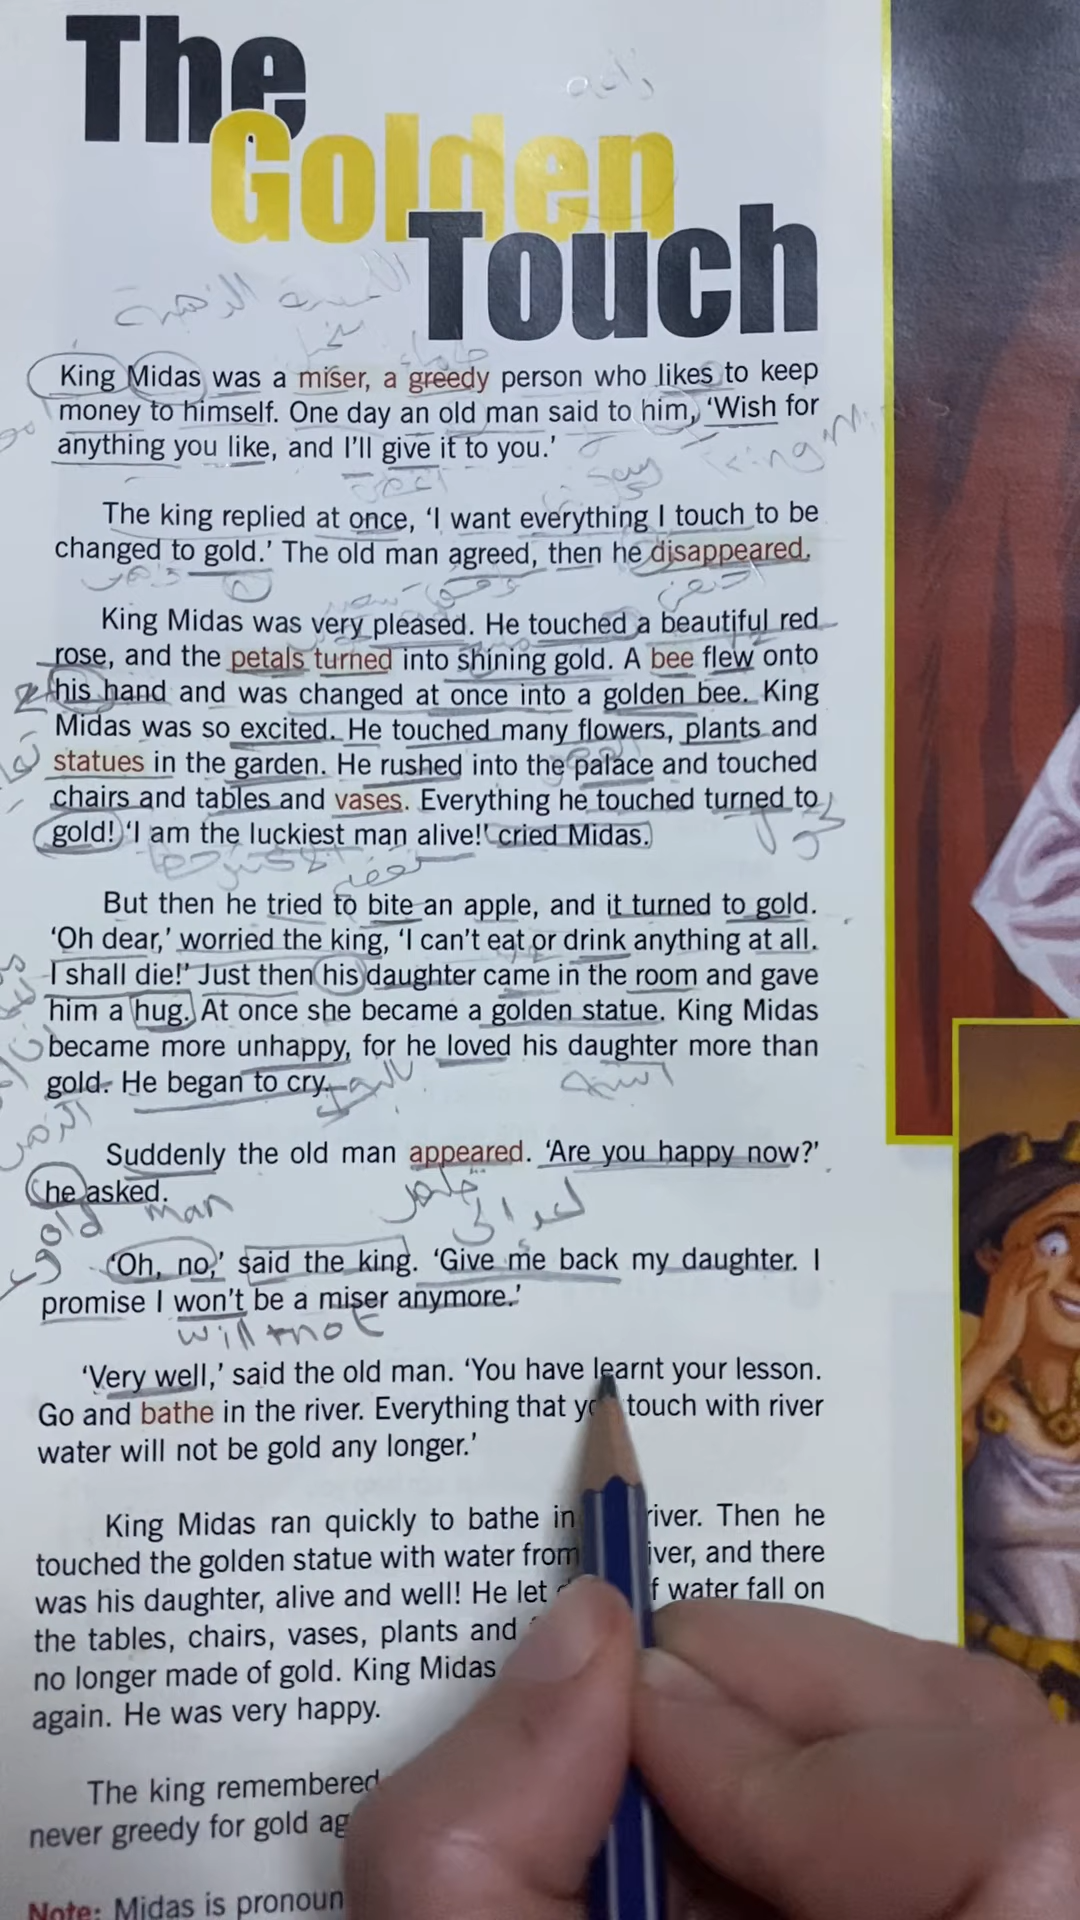 The
Golden
Touch
King Midas was a miser, a greedy person who likes to keep
money to himself. One day an old man said to him, ‘Wish for
anything you like, and I'll give it to you.’
The king replied at once, ‘I want everything I touch to be
changed to gold.’ The old man agreed, then he disappeared.
King Midas was very pleased. He touched a beautiful red
rose, and the petals turned into shining gold. A bee flew onto
his hand and was changed at once into a golden bee. King
Midas was so excited. He touched many flowers, plants and
statues in the garden. He rushed into the palace and touched
chairs and tables and vases. Everything he touched turned to
gold! ‘I am the luckiest man alive!’ cried Midas.
But then he tried to bite an apple, and it turned to gold.
‘Oh dear,’ worried the king, ‘I can't eat or drink anything at all.
I shall die!’ Just then his daughter came in the room and gave
him a hug. At once she became a golden statue. King Midas
became more unhappy, for he loved his daughter more than
gold. He began to cry.
Suddenly the old man appeared. ‘Are you happy now?’
he asked.
old man
‘Oh, no,’ said the king. ‘Give me back my daughter. I
promise I won't be a miser anymore.’
will + not
‘Very well,’ said the old man. ‘You have learnt your lesson.
Go and bathe in the river. Everything that touch with river
water will not be gold any longer.’
King Midas ran quickly to bathe in river. Then he
touched the golden statue with water from river, and there
was his daughter, alive and well! He let water fall on
the tables, chairs, vases, plants and
no longer made of gold. King Midas
again. He was very happy.
The king remembered
never greedy for gold
Note: Midas is